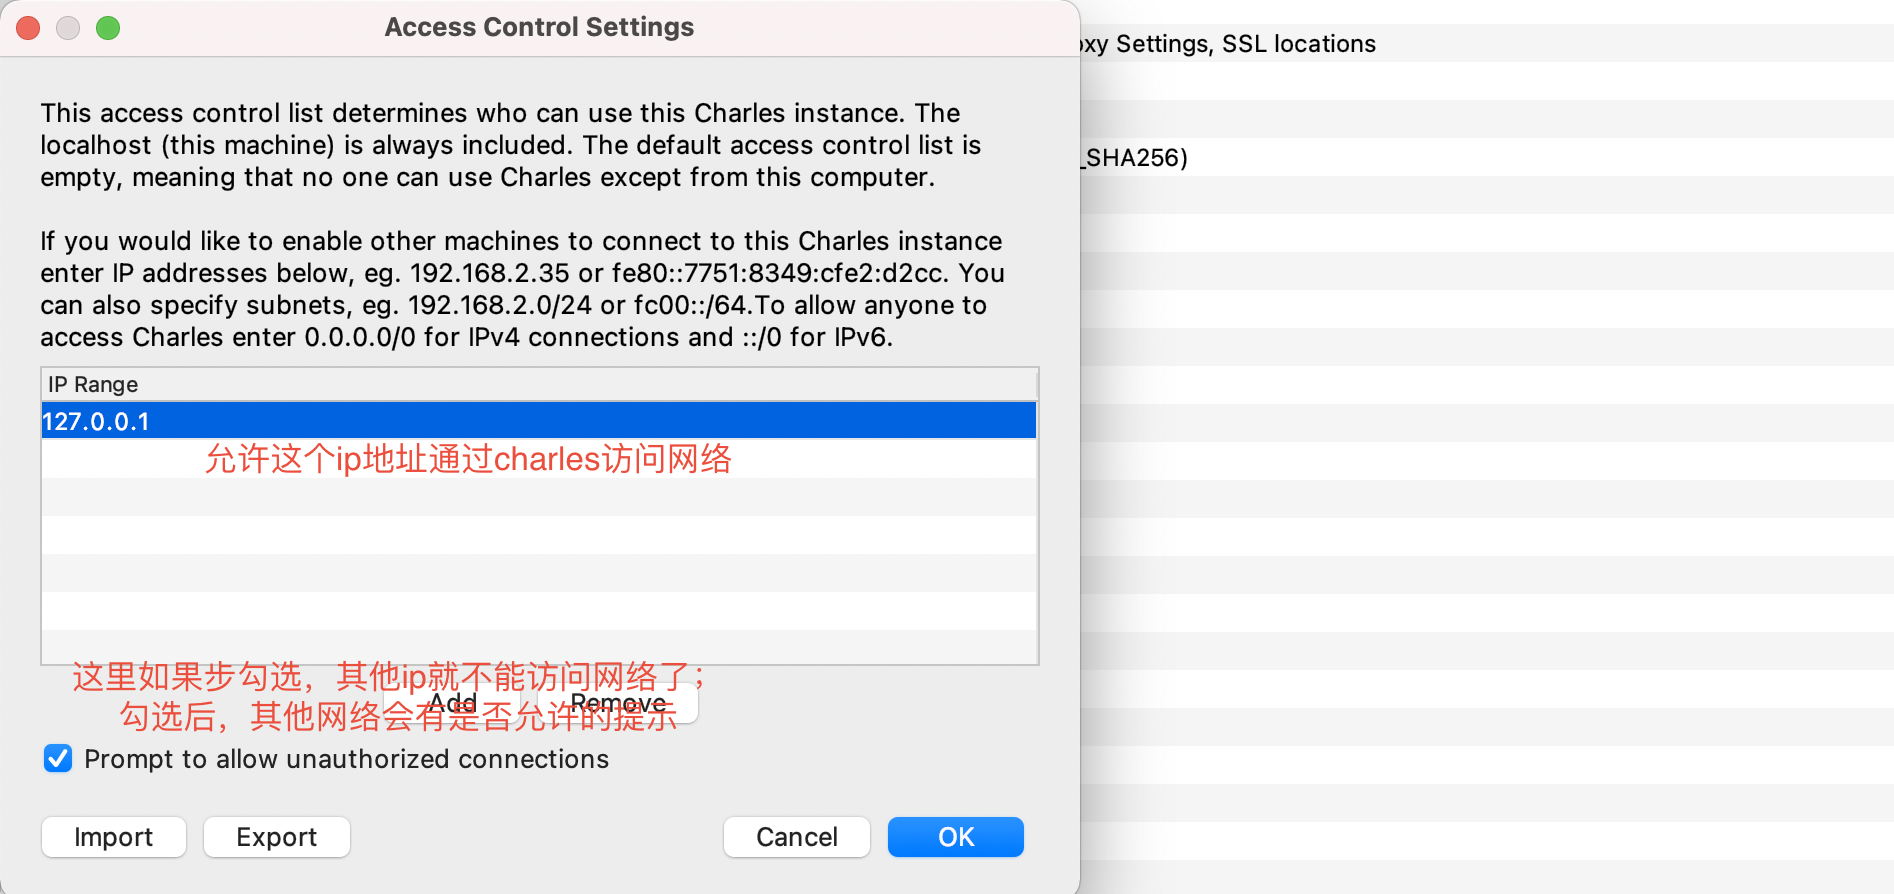 Access Control Settings
oxy Settings, SSL locations
This access control list determines who can use this Charles instance. The
localhost (this machine) is always included. The default access control list is
empty, meaning that no one can use Charles except from this computer.
_SHA256)
If you would like to enable other machines to connect to this Charles instance
enter IP addresses below, eg. 192.168.2.35 or fe80::7751:8349:cfe2:d2cc. You
can also specify subnets, eg. 192.168.2.0/24 or fc00::/64.To allow anyone to
access Charles enter 0.0.0.0/0 for IPv4 connections and ::/0 for IPv6.
IP Range
127.0.0.1
允许这个ip地址通过charles访问网络
这里如果步勾选，其他ip就不能访问网络了；
Add Remove
勾选后，其他网络会有是否允许的提示
Prompt to allow unauthorized connections
Import Export Cancel OK